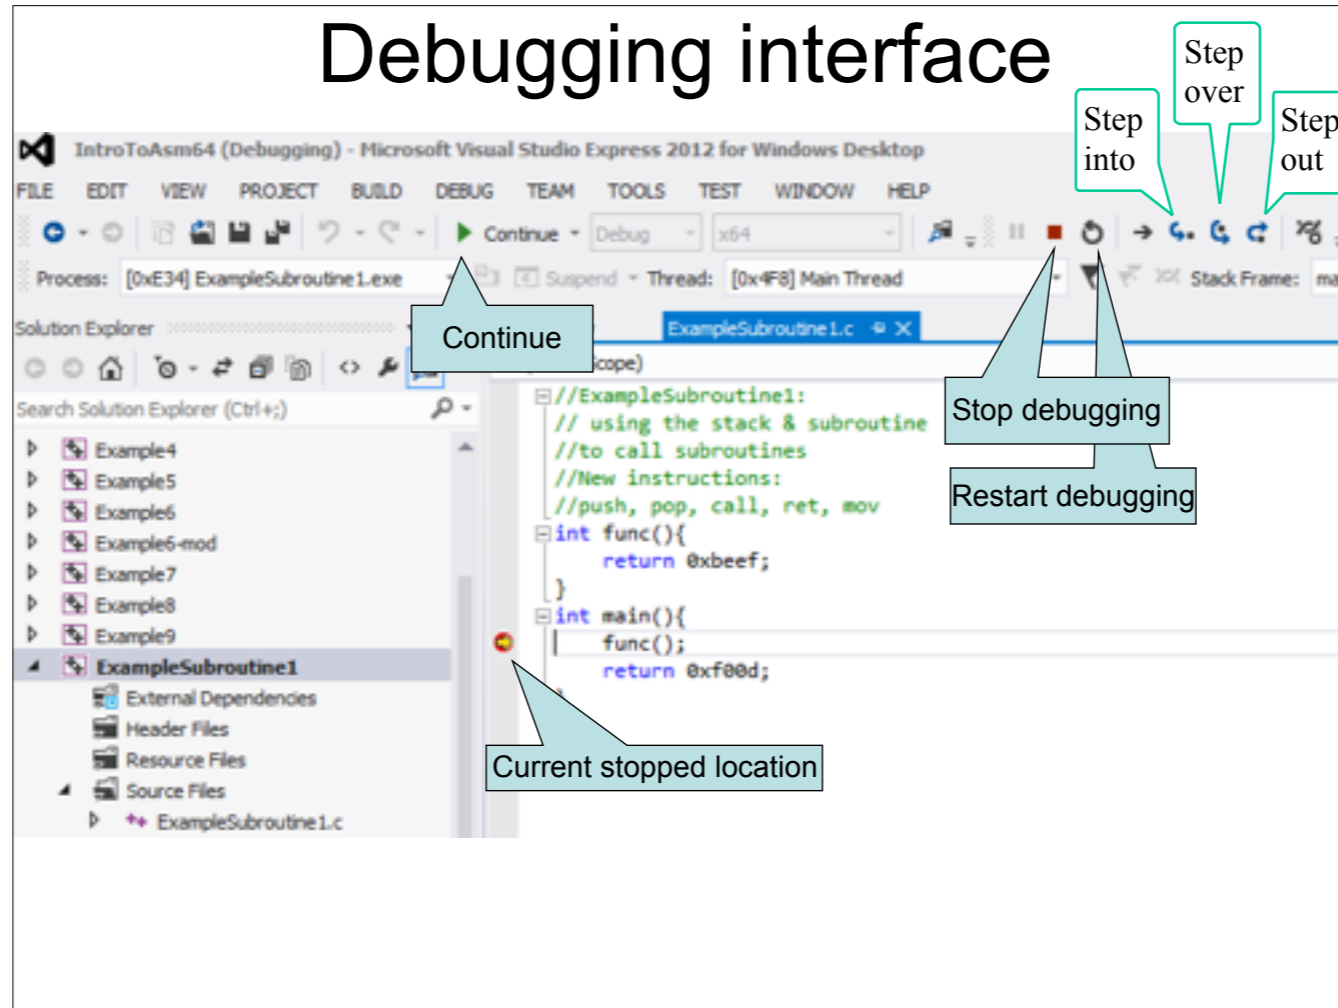 Debugging interface
Step over
Step into
Step out
IntroToAsm64 (Debugging) - Microsoft Visual Studio Express 2012 for Windows Desktop
FILE EDIT VIEW PROJECT BUILD DEBUG TEAM TOOLS TEST WINDOW HELP
Continue Debug x64
Process: [0xE34] ExampleSubroutine1.exe Suspend Thread: [0x4F8] Main Thread Stack Frame: ma
Solution Explorer
Continue
ExampleSubroutine1.c
Scope)
Search Solution Explorer (Ctrl+;)
Example4
Example5
Example6
Example6-mod
Example7
Example8
Example9
ExampleSubroutine1
External Dependencies
Header Files
Resource Files
Source Files
ExampleSubroutine1.c
//ExampleSubroutine1:
// using the stack & subroutine
//to call subroutines
//New instructions:
//push, pop, call, ret, mov
int func(){
return 0xbeef;
}
int main(){
func();
return 0xf00d;
Stop debugging
Restart debugging
Current stopped location